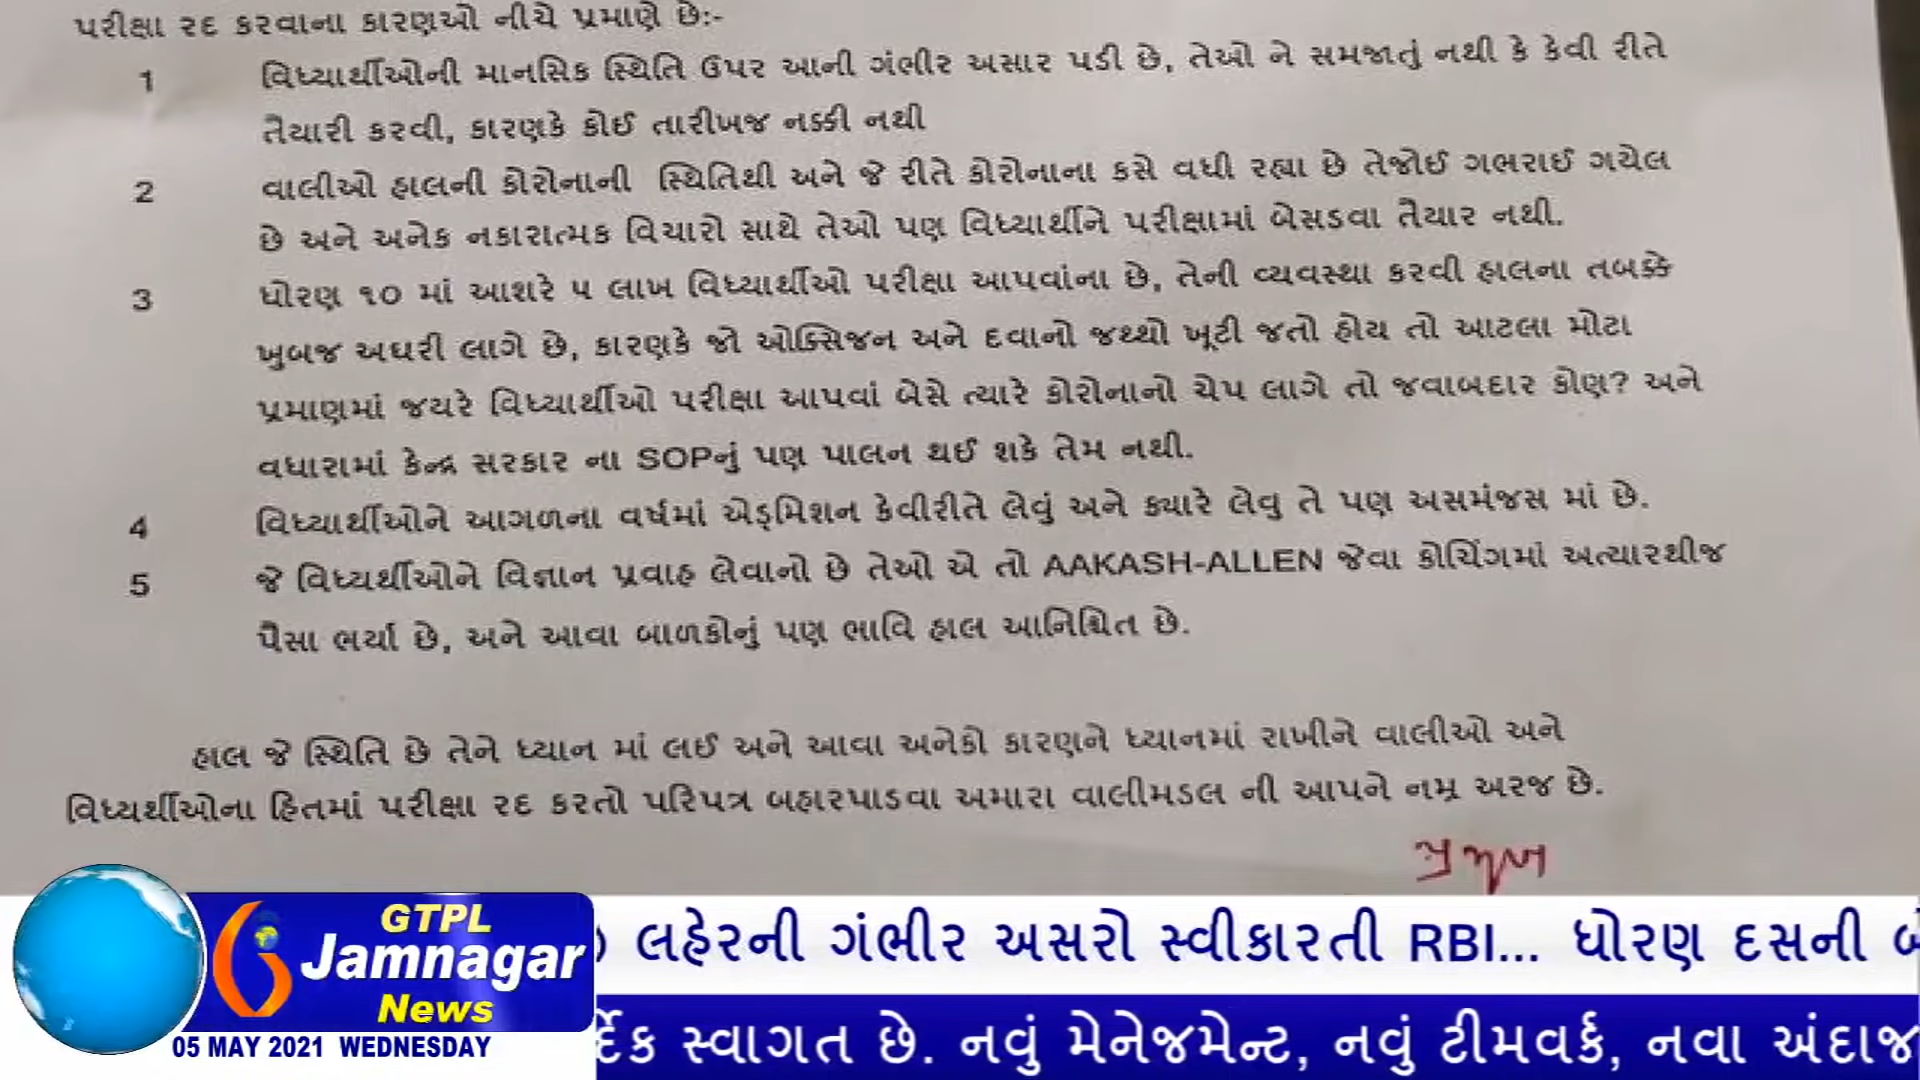 પરીક્ષા રદ કરવાના કારણઓ નીચે પ્રમાણે છે:-
1 વિધ્યાર્થીઓની માનસિક સ્થિતિ ઉપર આની ગંભીર અસાર પડી છે, તેઓ ને સમજાતું નથી કે કેવી રીતે
તૈયારી કરવી, કારણકે કોઈ તારીખજ નક્કી નથી
2 વાલીઓ હાલની કોરોનાની સ્થિતિથી અને જે રીતે કોરોનાના કસે વધી રહ્યા છે તેજોઈ ગભરાઈ ગયેલ
છે અને અનેક નકારાત્મક વિચારો સાથે તેઓ પણ વિધ્યાર્થીને પરીક્ષામાં બેસડવા તૈયાર નથી.
3 ધોરણ ૧૦ માં આશરે ૫ લાખ વિધ્યાર્થીઓ પરીક્ષા આપવાંના છે, તેની વ્યવસ્થા કરવી હાલના તબક્કે
ખુબજ અઘરી લાગે છે, કારણકે જો ઓક્સિજન અને દવાનો જથ્થો ખૂટી જતો હોય તો આટલા મોટા
પ્રમાણમાં જયરે વિધ્યાર્થીઓ પરીક્ષા આપવાં બેસે ત્યારે કોરોનાનો ચેપ લાગે તો જવાબદાર કોણ? અને
વધારામાં કેન્દ્ર સરકાર ના SOPનું પણ પાલન થઈ શકે તેમ નથી.
4 વિધ્યાર્થીઓને આગળના વર્ષમાં એડ્મિશન કેવીરીતે લેવું અને ક્યારે લેવુ તે પણ અસમંજસ માં છે.
5 જે વિધ્યર્થીઓને વિજ્ઞાન પ્રવાહ લેવાનો છે તેઓ એ તો AAKASH-ALLEN જેવા કોચિંગમાં અત્યારથીજ
પૈસા ભર્યા છે, અને આવા બાળકોનું પણ ભાવિ હાલ આનિશ્ચિત છે.
હાલ જે સ્થિતિ છે તેને ધ્યાન માં લઈ અને આવા અનેકો કારણને ધ્યાનમાં રાખીને વાલીઓ અને
વિધ્યર્થીઓના હિતમાં પરીક્ષા રદ કરતો પરિપત્ર બહારપાડવા અમારા વાલીમડલ ની આપને નમ્ર અરજ છે.
પ્રમુખ
GTPL
Jamnagar
News
05 MAY 2021 WEDNESDAY
લહેરની ગંભીર અસરો સ્વીકારતી RBI... ધોરણ દસની
સ્વાગત છે. નવું મેનેજમેન્ટ, નવું ટીમવર્ક, નવા અંદાજ